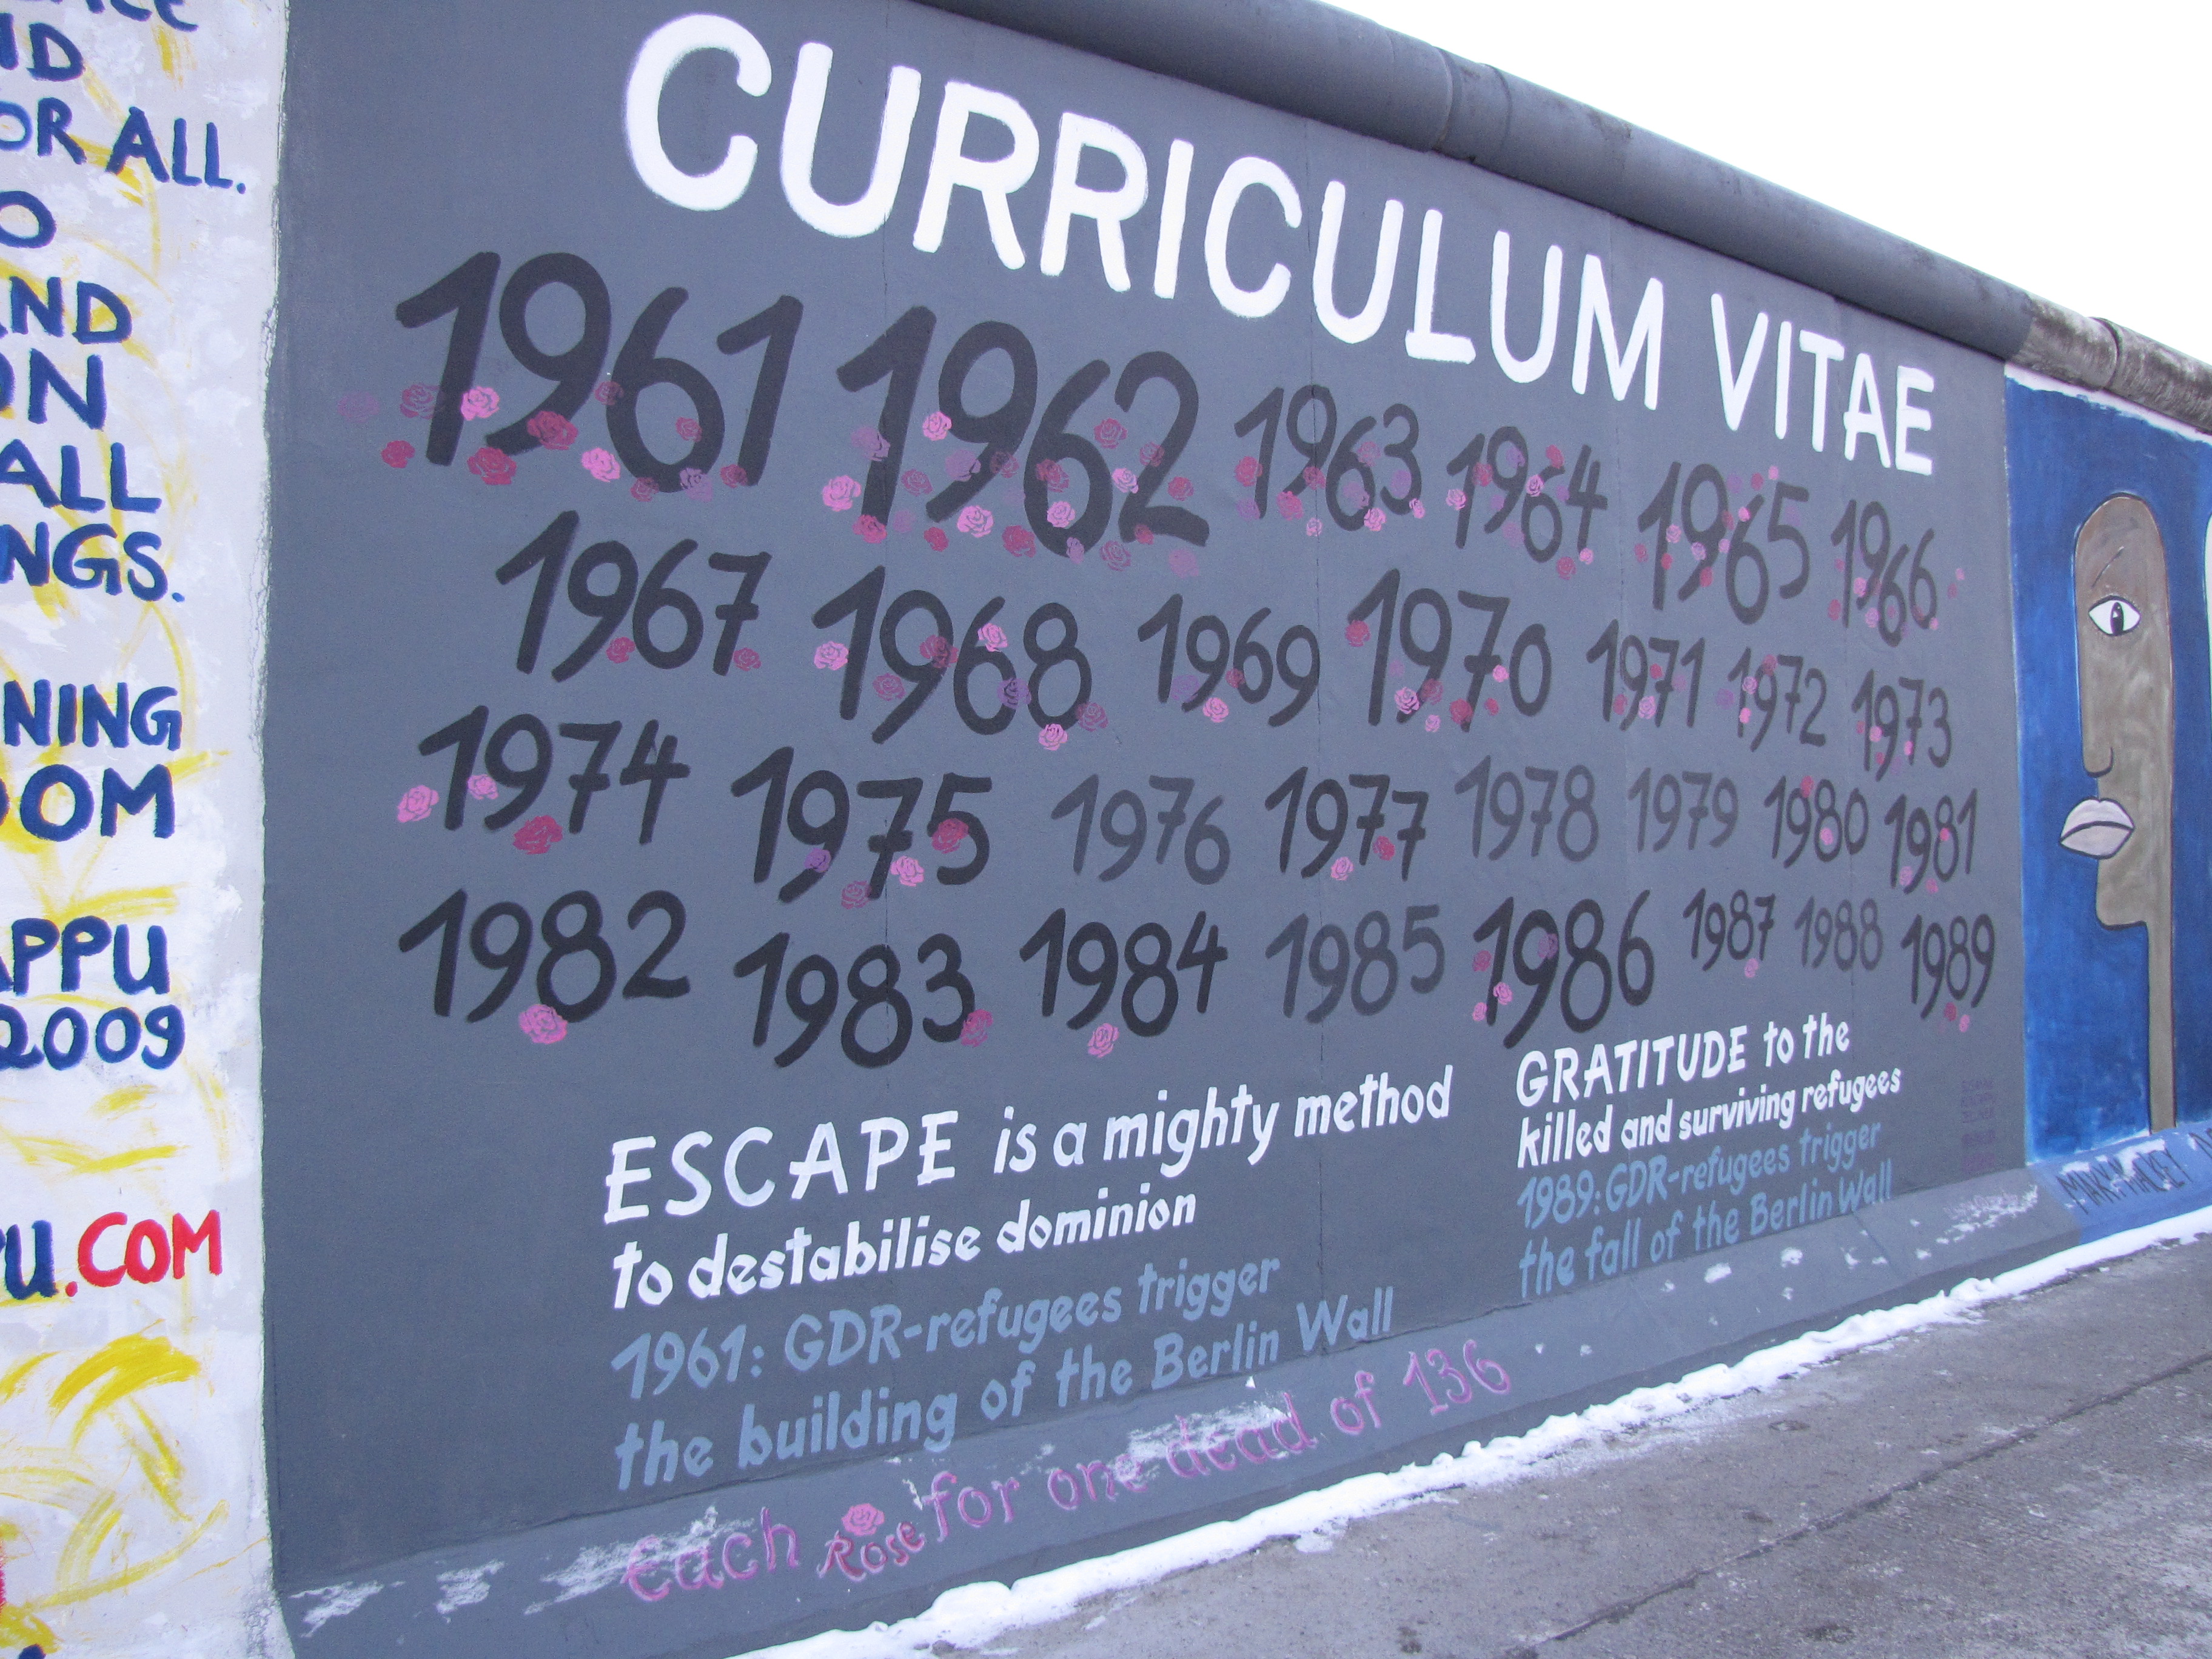 ND
OR ALL.
O
AND
ON
ALL
NGS.
NING
DOM
APPU
2009
PU.COM
CURRICULUM VITAE
1961 1962 1963 1964 1965 1966
1967 1968 1969 1970 1971 1972 1973
1974 1975 1976 1977 1978 1979 1980 1981
1982 1983 1984 1985 1986 1987 1988 1989
ESCAPE is a mighty method
to destabilise dominion
1961: GDR-refugees trigger
the building of the Berlin Wall
GRATITUDE to the
killed and surviving refugees
1989: GDR-refugees trigger
the fall of the Berlin Wall
each Rose for one dead of 136